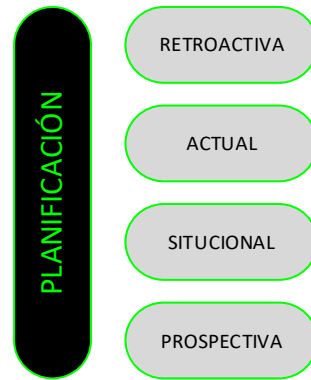 PLANIFICACIÓN
RETROACTIVA
ACTUAL
SITUCIONAL
PROSPECTIVA